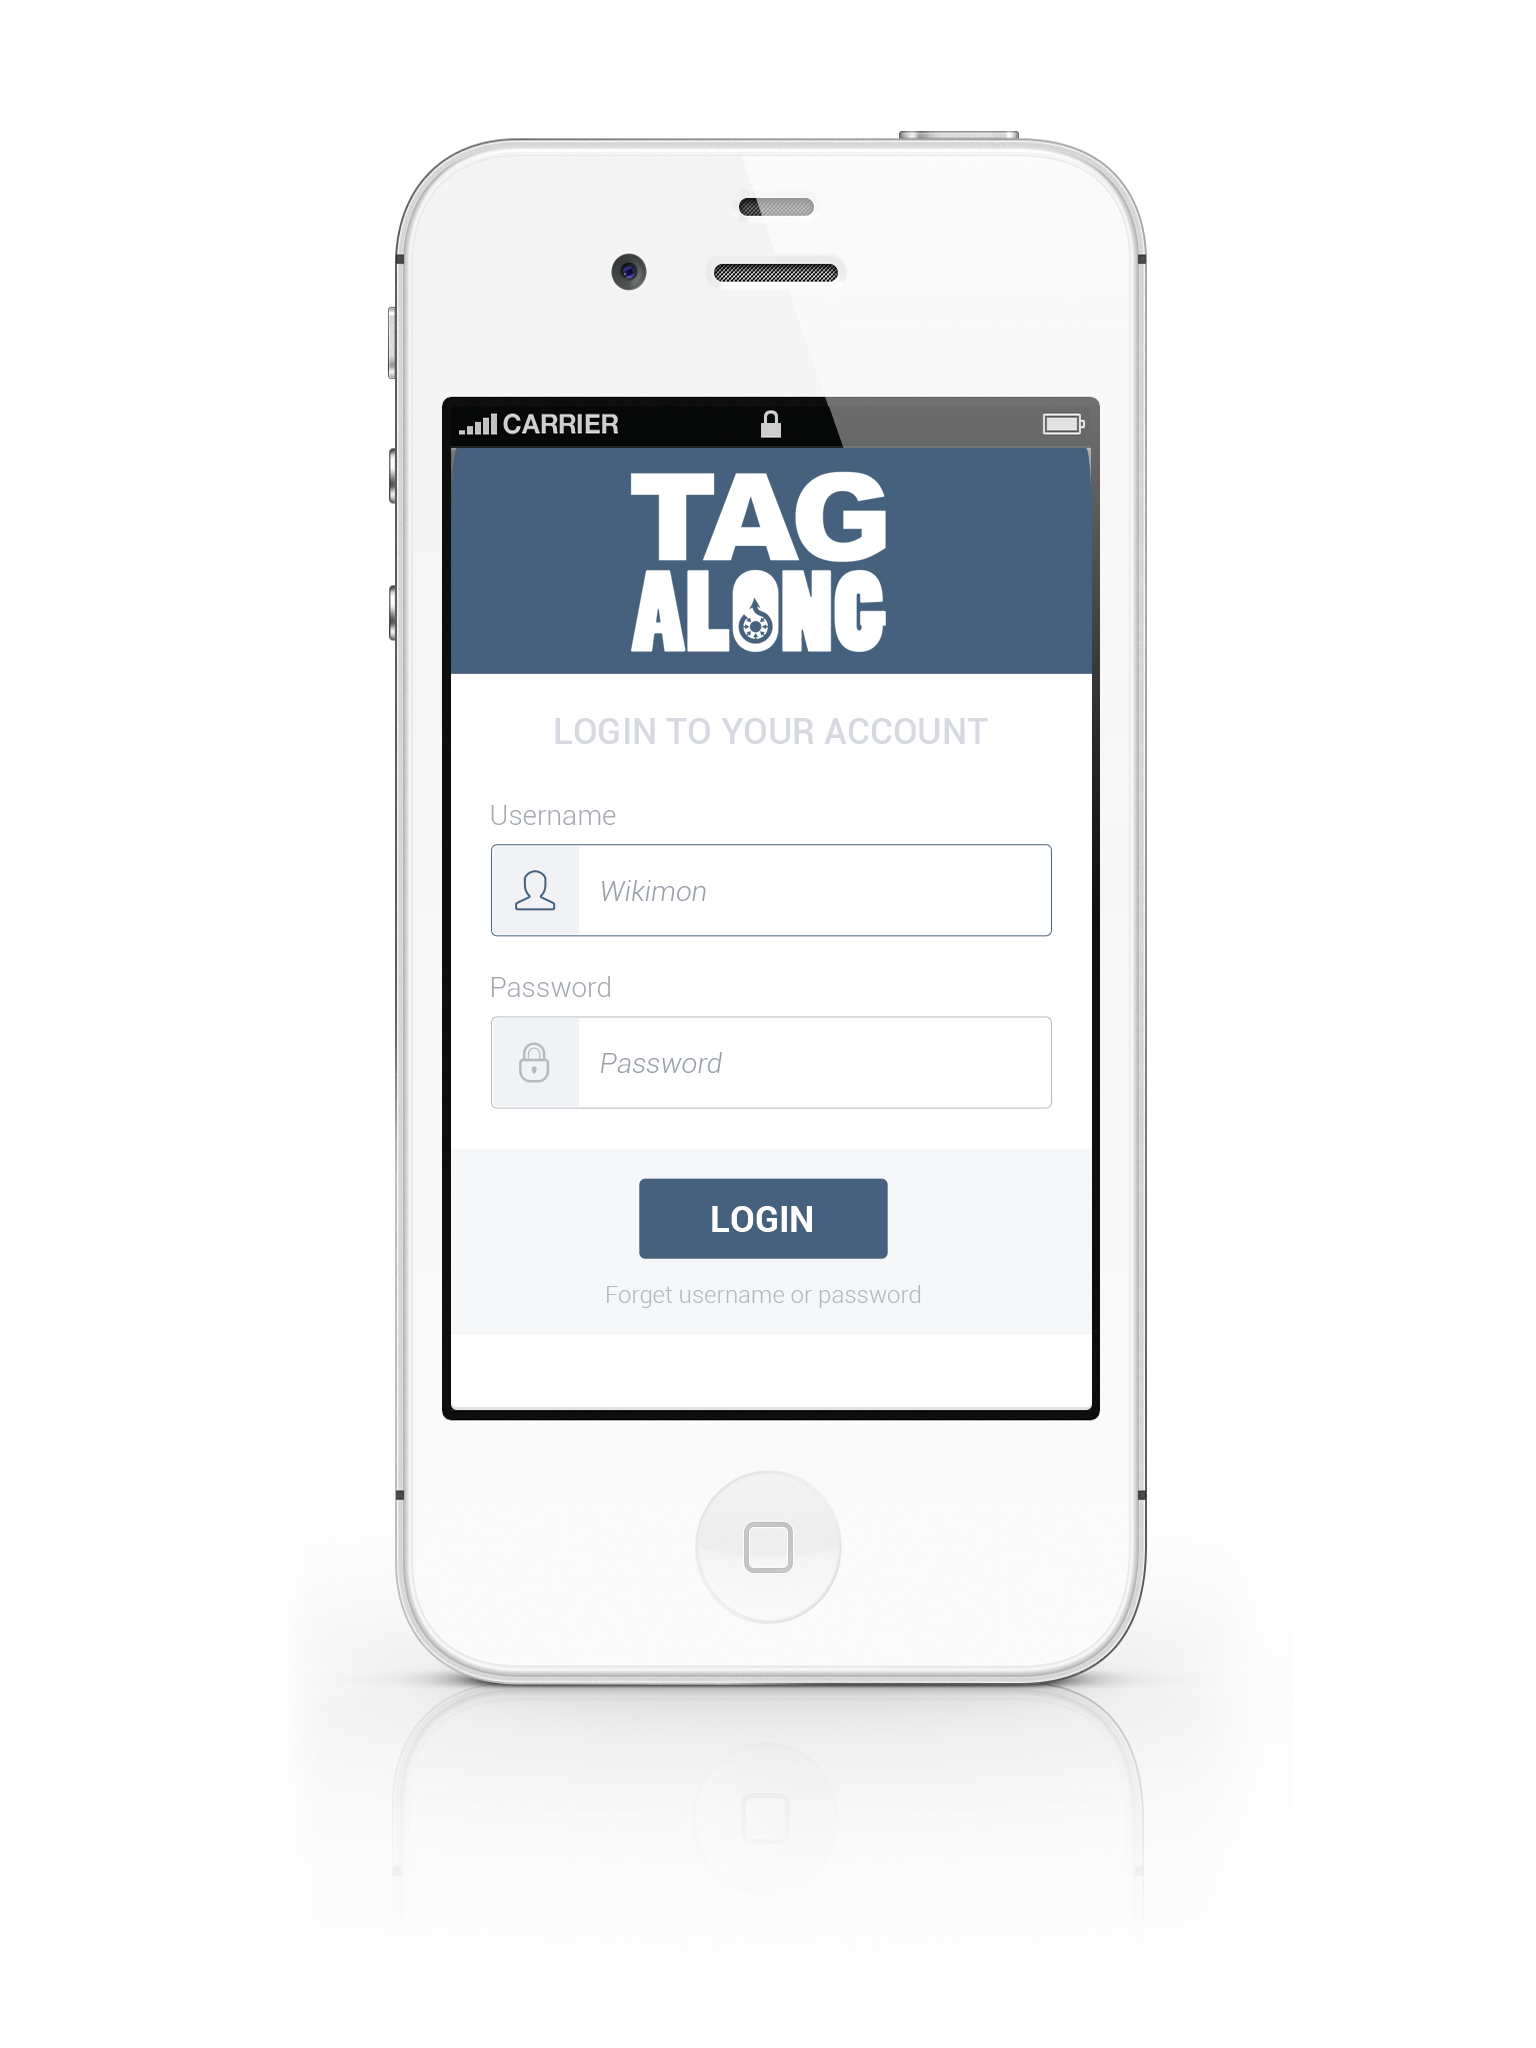 CARRIER
TAG
ALONG
LOGIN TO YOUR ACCOUNT
Username
Wikimon
Password
Password
LOGIN
Forget username or password